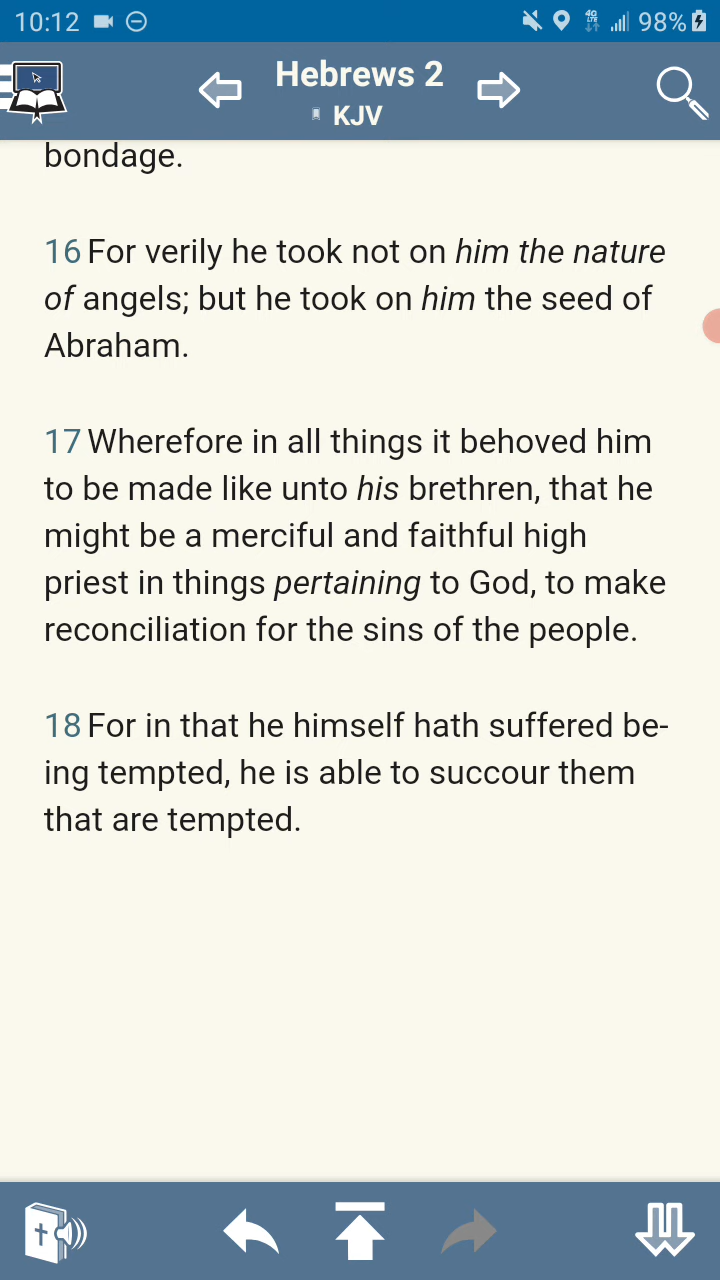 10:12
4G LTE 98%
Hebrews 2
KJV
bondage.
16 For verily he took not on him the nature
of angels; but he took on him the seed of
Abraham.
17 Wherefore in all things it behoved him
to be made like unto his brethren, that he
might be a merciful and faithful high
priest in things pertaining to God, to make
reconciliation for the sins of the people.
18 For in that he himself hath suffered be-
ing tempted, he is able to succour them
that are tempted.